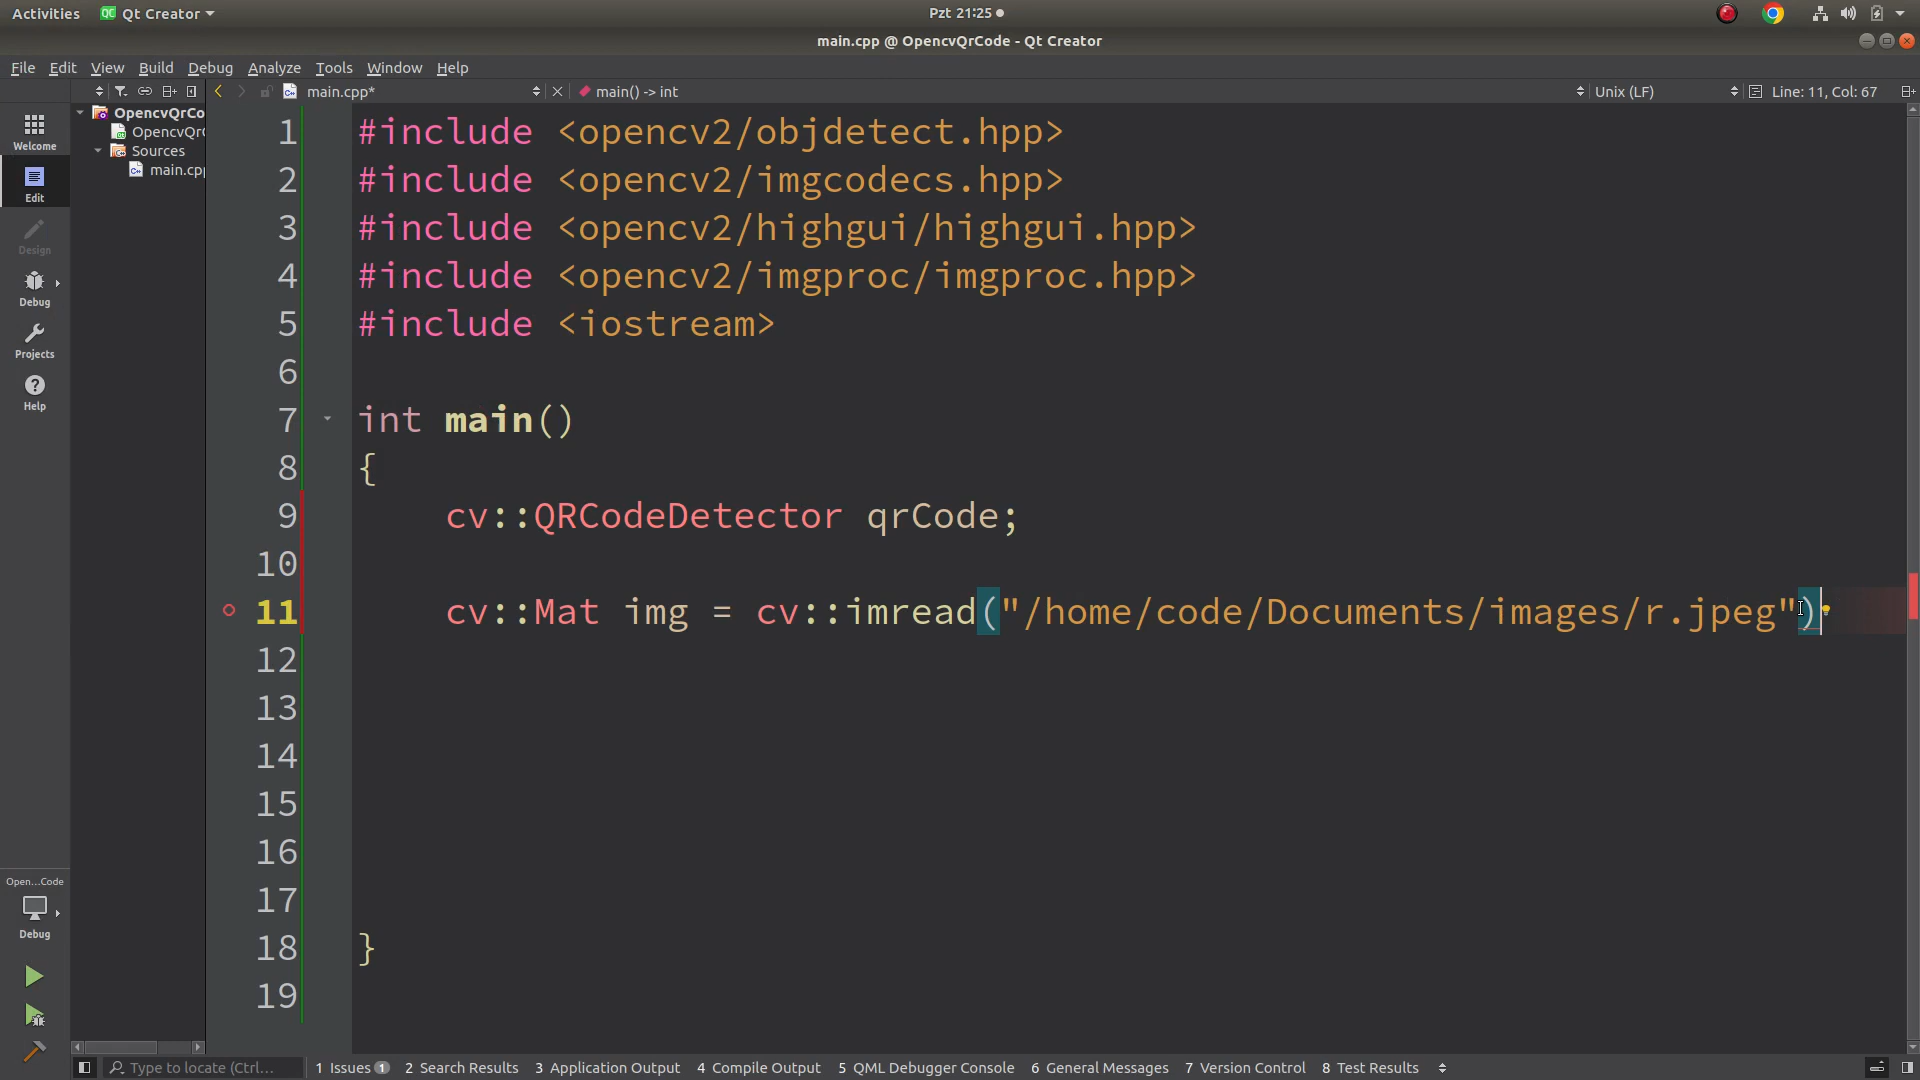 Activities Qt Creator Pzt 21:25
main.cpp @ OpencvQrCode - Qt Creator
File Edit View Build Debug Analyze Tools Window Help
main.cpp* main() -> int Unix (LF) Line: 11, Col: 67
OpencvQrCo
OpencvQr
Sources
main.cpp
Welcome
Edit
Design
Debug
Projects
Help
1 #include <opencv2/objdetect.hpp>
2 #include <opencv2/imgcodecs.hpp>
3 #include <opencv2/highgui/highgui.hpp>
4 #include <opencv2/imgproc/imgproc.hpp>
5 #include <iostream>
6
7 int main()
8 {
9 cv::QRCodeDetector qrCode;
10
11 cv::Mat img = cv::imread("/home/code/Documents/images/r.jpeg")
12
13
14
15
16
17
18 }
19
Open...Code
Debug
Type to locate (Ctrl... 1 Issues 1 2 Search Results 3 Application Output 4 Compile Output 5 QML Debugger Console 6 General Messages 7 Version Control 8 Test Results